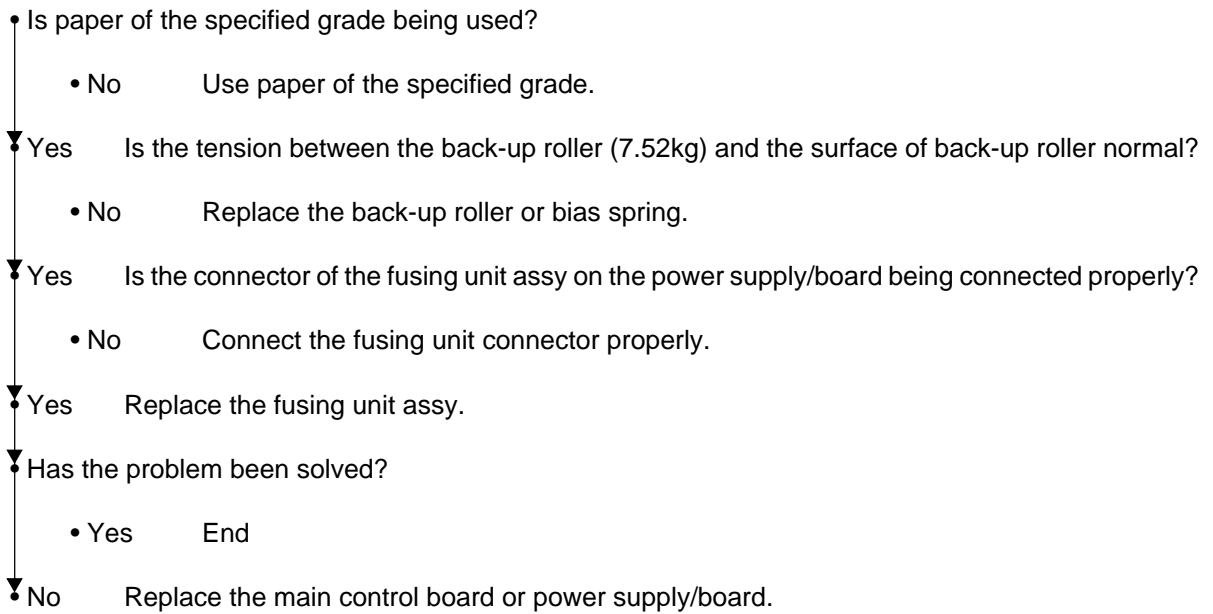 • Is paper of the specified grade being used?
• No Use paper of the specified grade.
• Yes Is the tension between the back-up roller (7.52kg) and the surface of back-up roller normal?
• No Replace the back-up roller or bias spring.
• Yes Is the connector of the fusing unit assy on the power supply/board being connected properly?
• No Connect the fusing unit connector properly.
• Yes Replace the fusing unit assy.
• Has the problem been solved?
• Yes End
• No Replace the main control board or power supply/board.